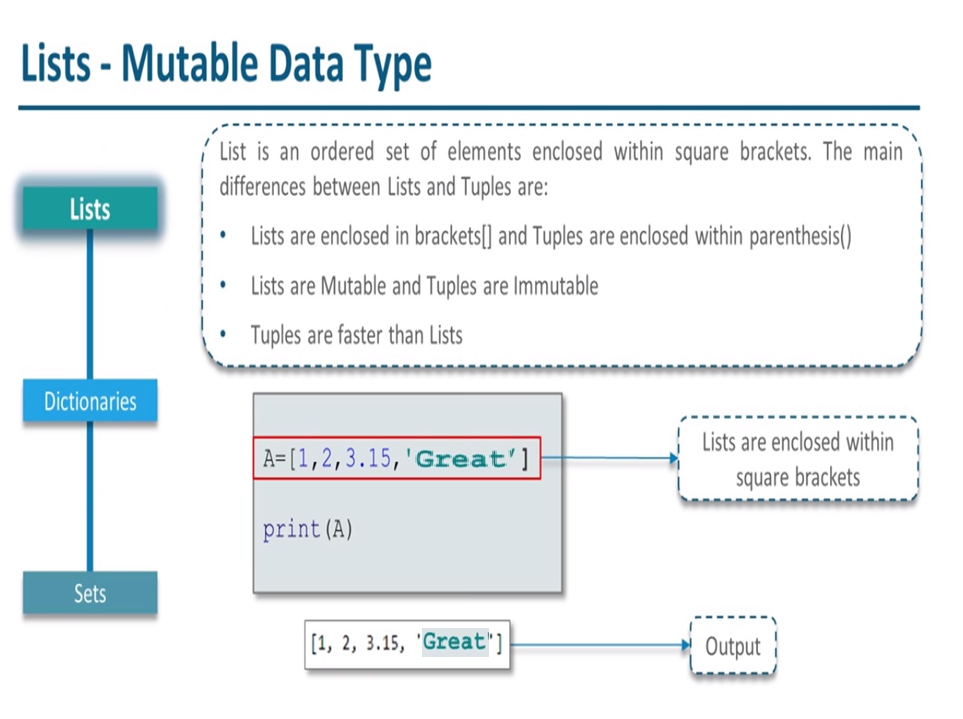 Lists - Mutable Data Type
List is an ordered set of elements enclosed within square brackets. The main
differences between Lists and Tuples are:
• Lists are enclosed in brackets[] and Tuples are enclosed within parenthesis()
• Lists are Mutable and Tuples are Immutable
• Tuples are faster than Lists
Lists
Dictionaries
Sets
A=[1,2,3.15,'Great']
print(A)
Lists are enclosed within
square brackets
[1, 2, 3.15, 'Great']
Output